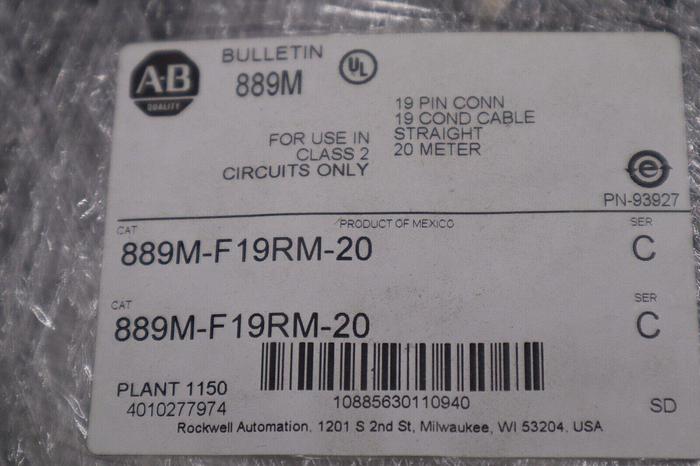 A-B
QUALITY
BULLETIN
889M
UL
19 PIN CONN
19 COND CABLE
STRAIGHT
20 METER
FOR USE IN
CLASS 2
CIRCUITS ONLY
e
PN-93927
CAT
PRODUCT OF MEXICO
SER
889M-F19RM-20
C
CAT
SER
889M-F19RM-20
C
PLANT 1150
4010277974
10885630110940
SD
Rockwell Automation, 1201 S 2nd St, Milwaukee, WI 53204, USA